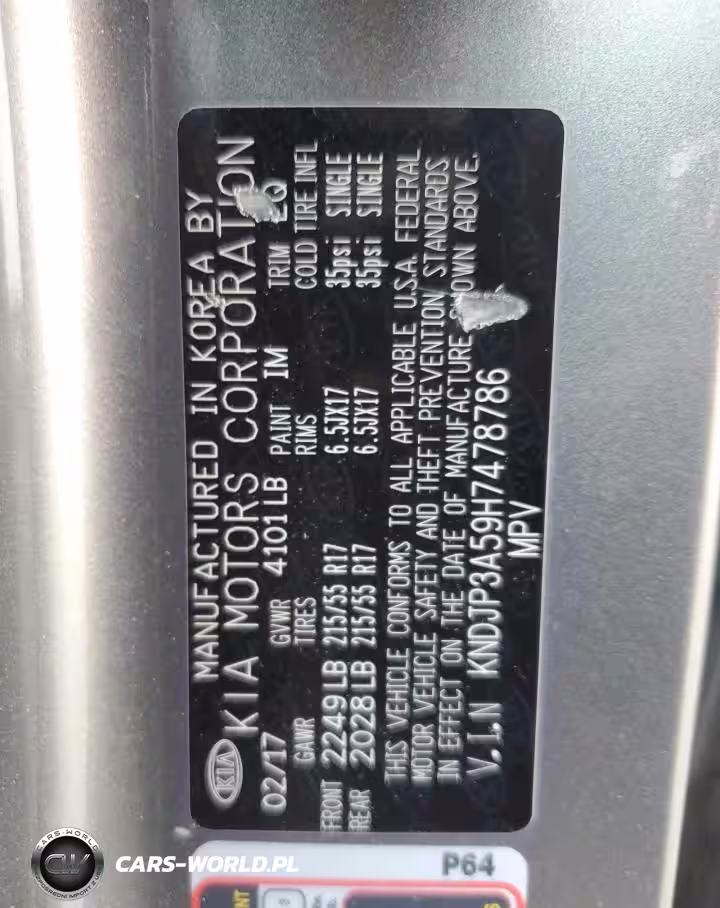 MANUFACTURED IN KOREA BY
KIA KIA MOTORS CORPORATION
02/17 GVWR 4101LB PAINT IM TRIM
GAWR TIRES RIMS COLD TIRE INFL
FRONT 2249LB 215/55 R17 6.5JX17 35psi SINGLE
REAR 2028LB 215/55 R17 6.5JX17 35psi SINGLE
THIS VEHICLE CONFORMS TO ALL APPLICABLE U.S.A. FEDERAL
MOTOR VEHICLE SAFETY AND THEFT PREVENTION STANDARDS
IN EFFECT ON THE DATE OF MANUFACTURE SHOWN ABOVE.
V.I.N KNDJP3A59H7478786
MPV
P64
CARS-WORLD
CW
CARS-WORLD.PL